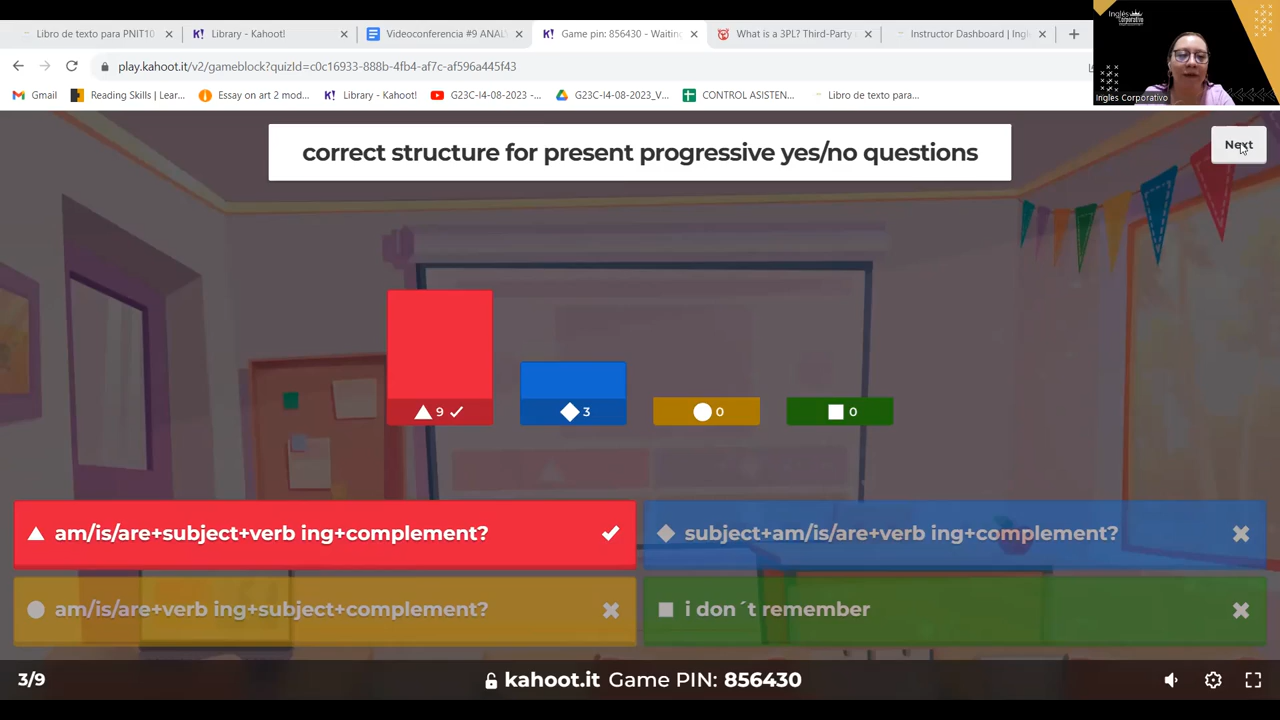 Libro de texto para PNIT10
Library - Kahoot!
Videoconferencia #9 ANAL
Game pin: 856430 - Waitin
What is a 3PL? Third-Party
Instructor Dashboard | Ingl
play.kahoot.it/v2/gameblock?quizId=c0c16933-888b-4fb4-af7c-af596a445f43
Gmail
Reading Skills | Lear...
Essay on art 2 mod...
Library - Kahoot!
G23C-I4-08-2023 -...
G23C-I4-08-2023_V...
CONTROL ASISTEN...
Libro de texto para...
Inglés
Corporativo
Ingles Corporativo
correct structure for present progressive yes/no questions
Next
9
3
0
0
am/is/are+subject+verb ing+complement?
subject+am/is/are+verb ing+complement?
am/is/are+verb ing+subject+complement?
i don´t remember
3/9
kahoot.it Game PIN: 856430